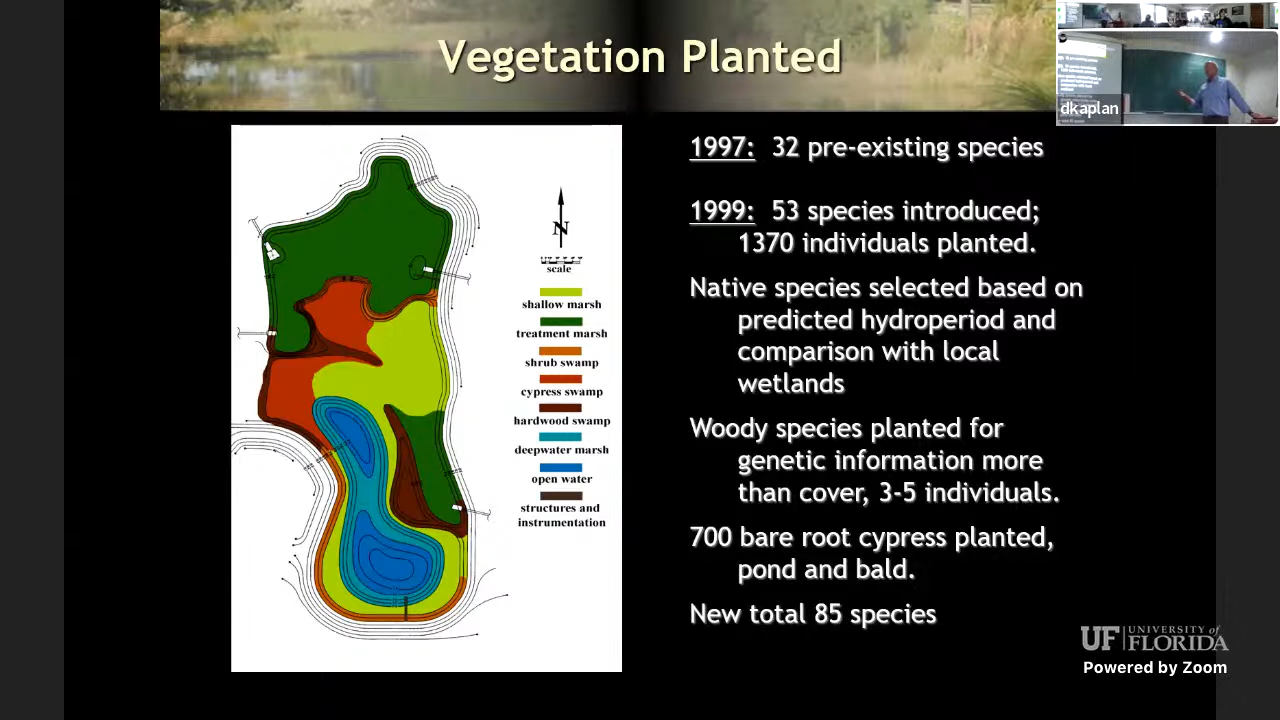 Vegetation Planted
dkaplan
1997: 32 pre-existing species
1999: 53 species introduced;
1370 individuals planted.
Native species selected based on
predicted hydroperiod and
comparison with local
wetlands
Woody species planted for
genetic information more
than cover, 3-5 individuals.
700 bare root cypress planted,
pond and bald.
New total 85 species
N
scale
shallow marsh
treatment marsh
shrub swamp
cypress swamp
hardwood swamp
deepwater marsh
open water
structures and
instrumentation
UF UNIVERSITY of
FLORIDA
Powered by Zoom